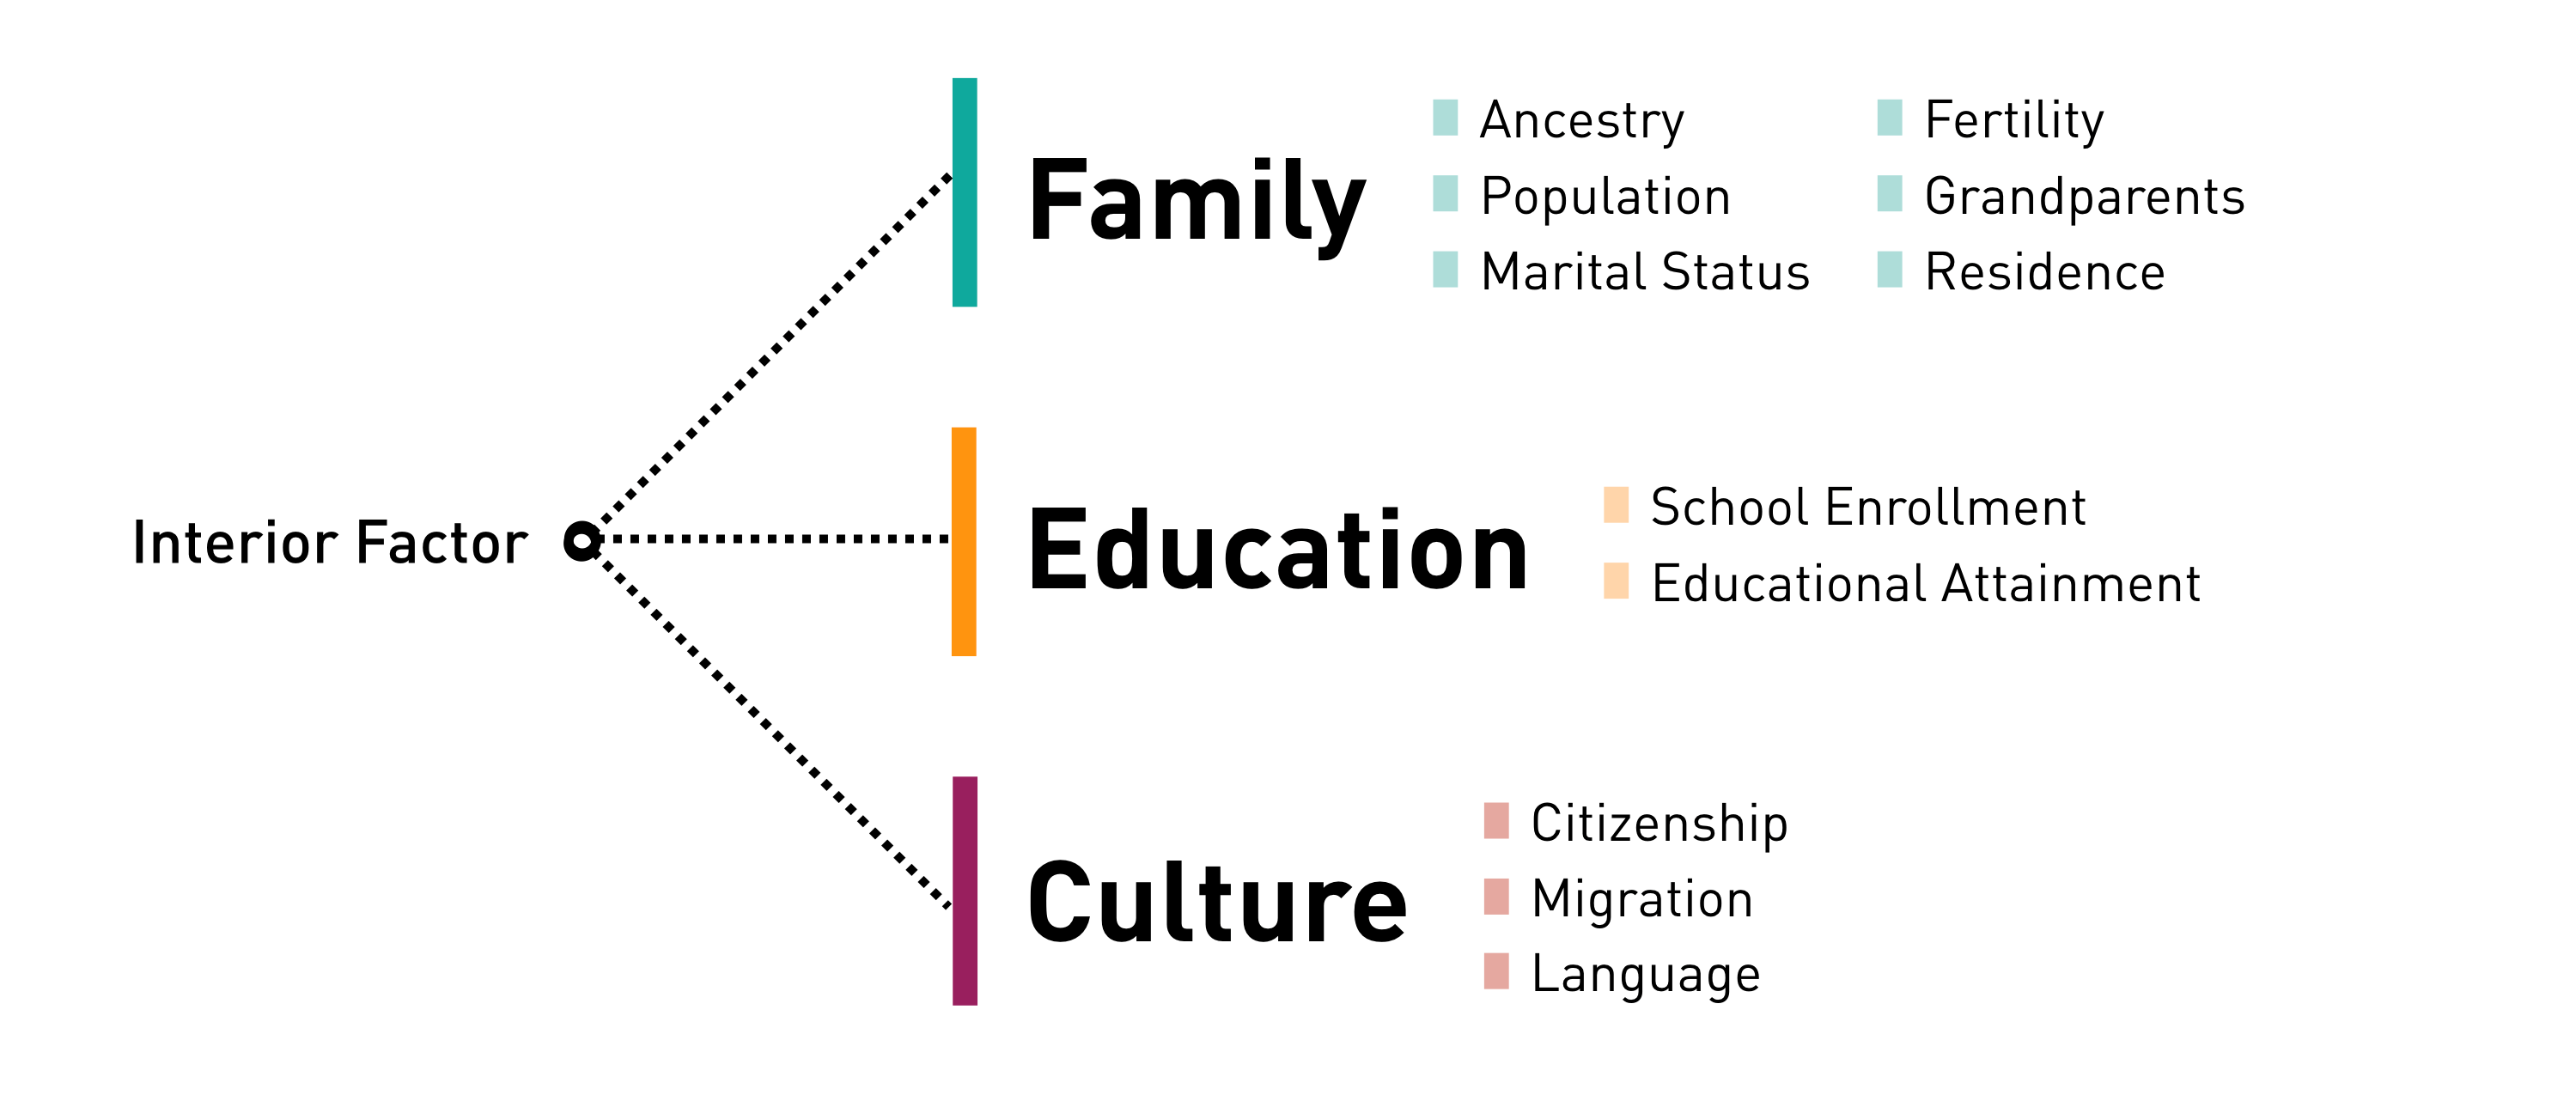 Interior Factor
Family
Ancestry
Population
Marital Status
Fertility
Grandparents
Residence
Education
School Enrollment
Educational Attainment
Culture
Citizenship
Migration
Language